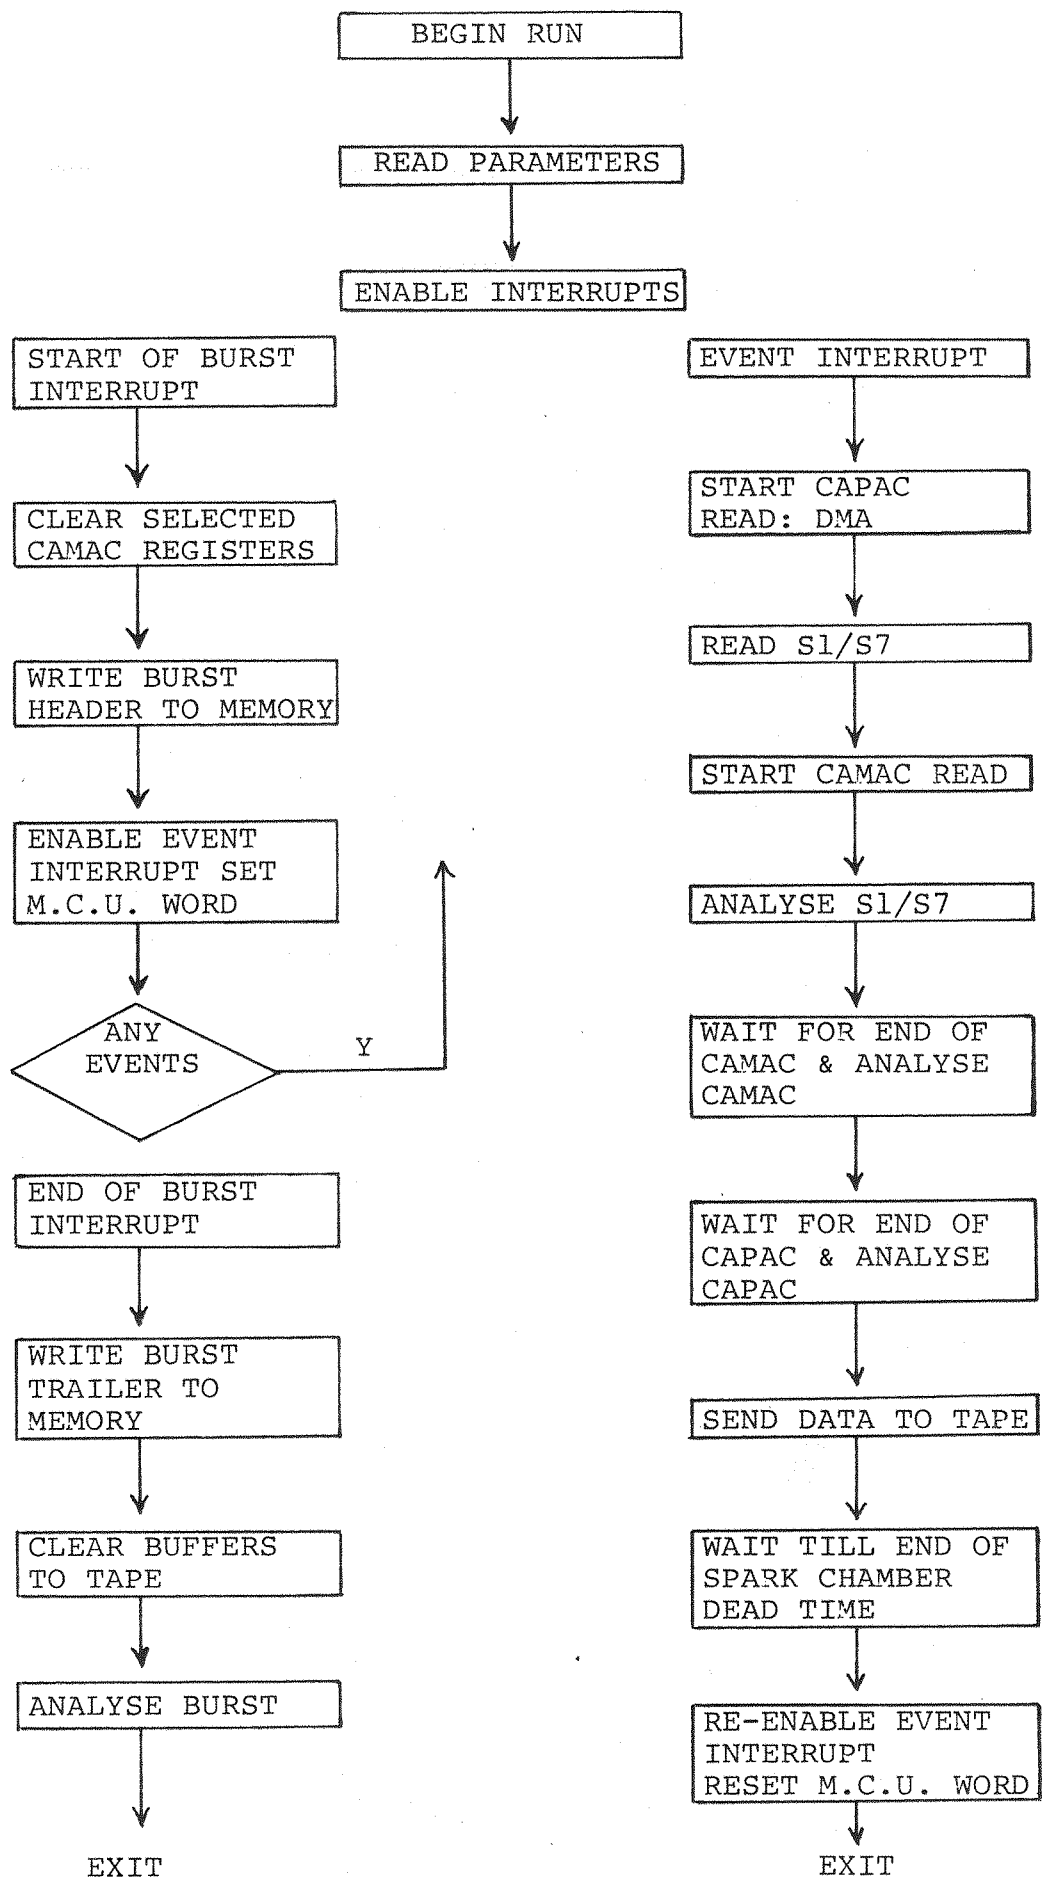 BEGIN RUN
READ PARAMETERS
ENABLE INTERRUPTS
START OF BURST
INTERRUPT
CLEAR SELECTED
CAMAC REGISTERS
WRITE BURST
HEADER TO MEMORY
ENABLE EVENT
INTERRUPT SET
M.C.U. WORD
ANY
EVENTS
Y
END OF BURST
INTERRUPT
WRITE BURST
TRAILER TO
MEMORY
CLEAR BUFFERS
TO TAPE
ANALYSE BURST
EXIT
EVENT INTERRUPT
START CAPAC
READ: DMA
READ S1/S7
START CAMAC READ
ANALYSE S1/S7
WAIT FOR END OF
CAMAC & ANALYSE
CAMAC
WAIT FOR END OF
CAPAC & ANALYSE
CAPAC
SEND DATA TO TAPE
WAIT TILL END OF
SPARK CHAMBER
DEAD TIME
RE-ENABLE EVENT
INTERRUPT
RESET M.C.U. WORD
EXIT